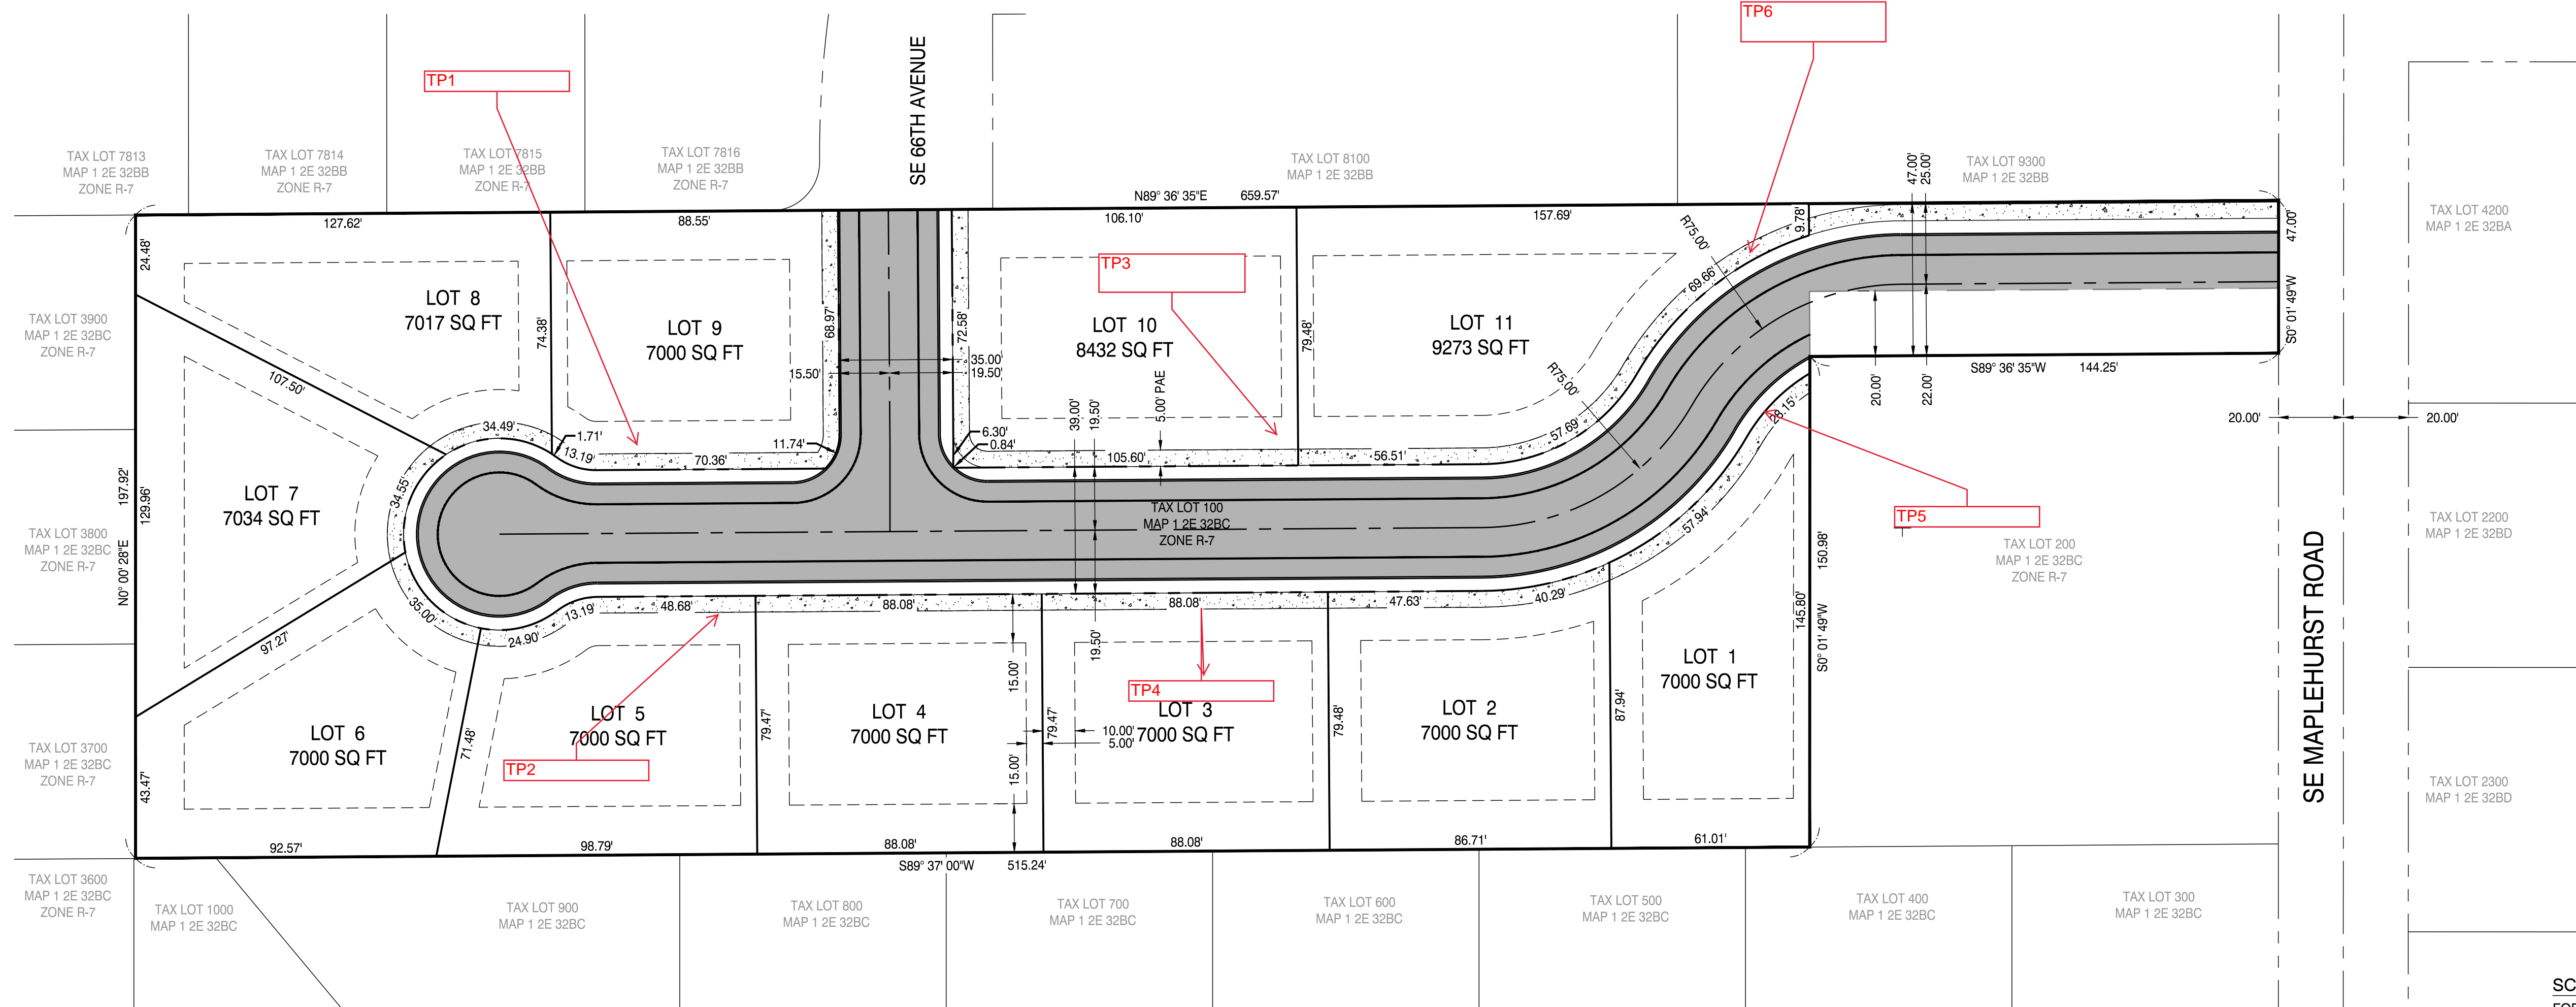 TP6
TP1
SE 66TH AVENUE
TAX LOT 7813
MAP 1 2E 32BB
ZONE R-7
TAX LOT 7814
MAP 1 2E 32BB
ZONE R-7
TAX LOT 7815
MAP 1 2E 32BB
ZONE R-7
TAX LOT 7816
MAP 1 2E 32BB
ZONE R-7
TAX LOT 8100
MAP 1 2E 32BB
TAX LOT 9300
MAP 1 2E 32BB
47.00'
25.00'
N89° 36' 35"E 659.57'
127.62'
88.55'
106.10'
157.69'
9.78'
R75.00'
47.00'
TAX LOT 4200
MAP 1 2E 32BA
24.48'
TP3
69.66'
LOT 8
7017 SQ FT
74.38'
LOT 9
7000 SQ FT
68.97'
72.58'
LOT 10
8432 SQ FT
79.48'
LOT 11
9273 SQ FT
S0° 01' 49"W
TAX LOT 3900
MAP 1 2E 32BC
ZONE R-7
35.00'
15.50'
19.50'
107.50'
R75.00'
S89° 36' 35"W 144.25'
20.00'
22.00'
39.00'
19.50'
5.00' PAE
28.15'
20.00'
20.00'
34.49'
1.71'
13.19'
70.36'
11.74'
6.30'
0.84'
105.60'
56.51'
57.69'
LOT 7
7034 SQ FT
34.55'
197.92'
129.96'
N0° 00' 28"E
TAX LOT 3800
MAP 1 2E 32BC
ZONE R-7
TAX LOT 100
MAP 1 2E 32BC
ZONE R-7
57.94'
TP5
TAX LOT 200
MAP 1 2E 32BC
ZONE R-7
150.98'
S0° 01' 49"W
145.80'
TAX LOT 2200
MAP 1 2E 32BD
SE MAPLEHURST ROAD
35.00'
24.90'
13.19'
48.68'
88.08'
88.08'
47.63'
40.29'
97.27'
19.50'
15.00'
TP4
LOT 1
7000 SQ FT
LOT 6
7000 SQ FT
71.48'
LOT 5
7000 SQ FT
TP2
79.47'
LOT 4
7000 SQ FT
79.47'
LOT 3
7000 SQ FT
10.00'
5.00'
15.00'
79.48'
LOT 2
7000 SQ FT
87.94'
TAX LOT 3700
MAP 1 2E 32BC
ZONE R-7
43.47'
TAX LOT 2300
MAP 1 2E 32BD
92.57'
98.79'
88.08'
88.08'
86.71'
61.01'
S89° 37' 00"W 515.24'
TAX LOT 3600
MAP 1 2E 32BC
ZONE R-7
TAX LOT 1000
MAP 1 2E 32BC
TAX LOT 900
MAP 1 2E 32BC
TAX LOT 800
MAP 1 2E 32BC
TAX LOT 700
MAP 1 2E 32BC
TAX LOT 600
MAP 1 2E 32BC
TAX LOT 500
MAP 1 2E 32BC
TAX LOT 400
MAP 1 2E 32BC
TAX LOT 300
MAP 1 2E 32BC